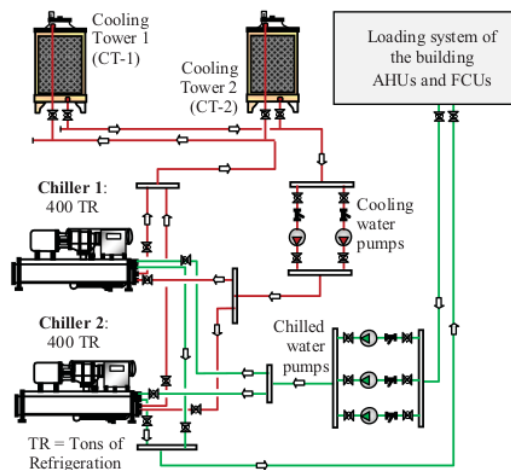 Cooling
Tower 1
(CT-1)
Cooling
Tower 2
(CT-2)
Loading system of
the building
AHUs and FCUs
Chiller 1:
400 TR
Cooling
water
pumps
Chiller 2:
400 TR
Chilled
water
pumps
TR = Tons of
Refrigeration